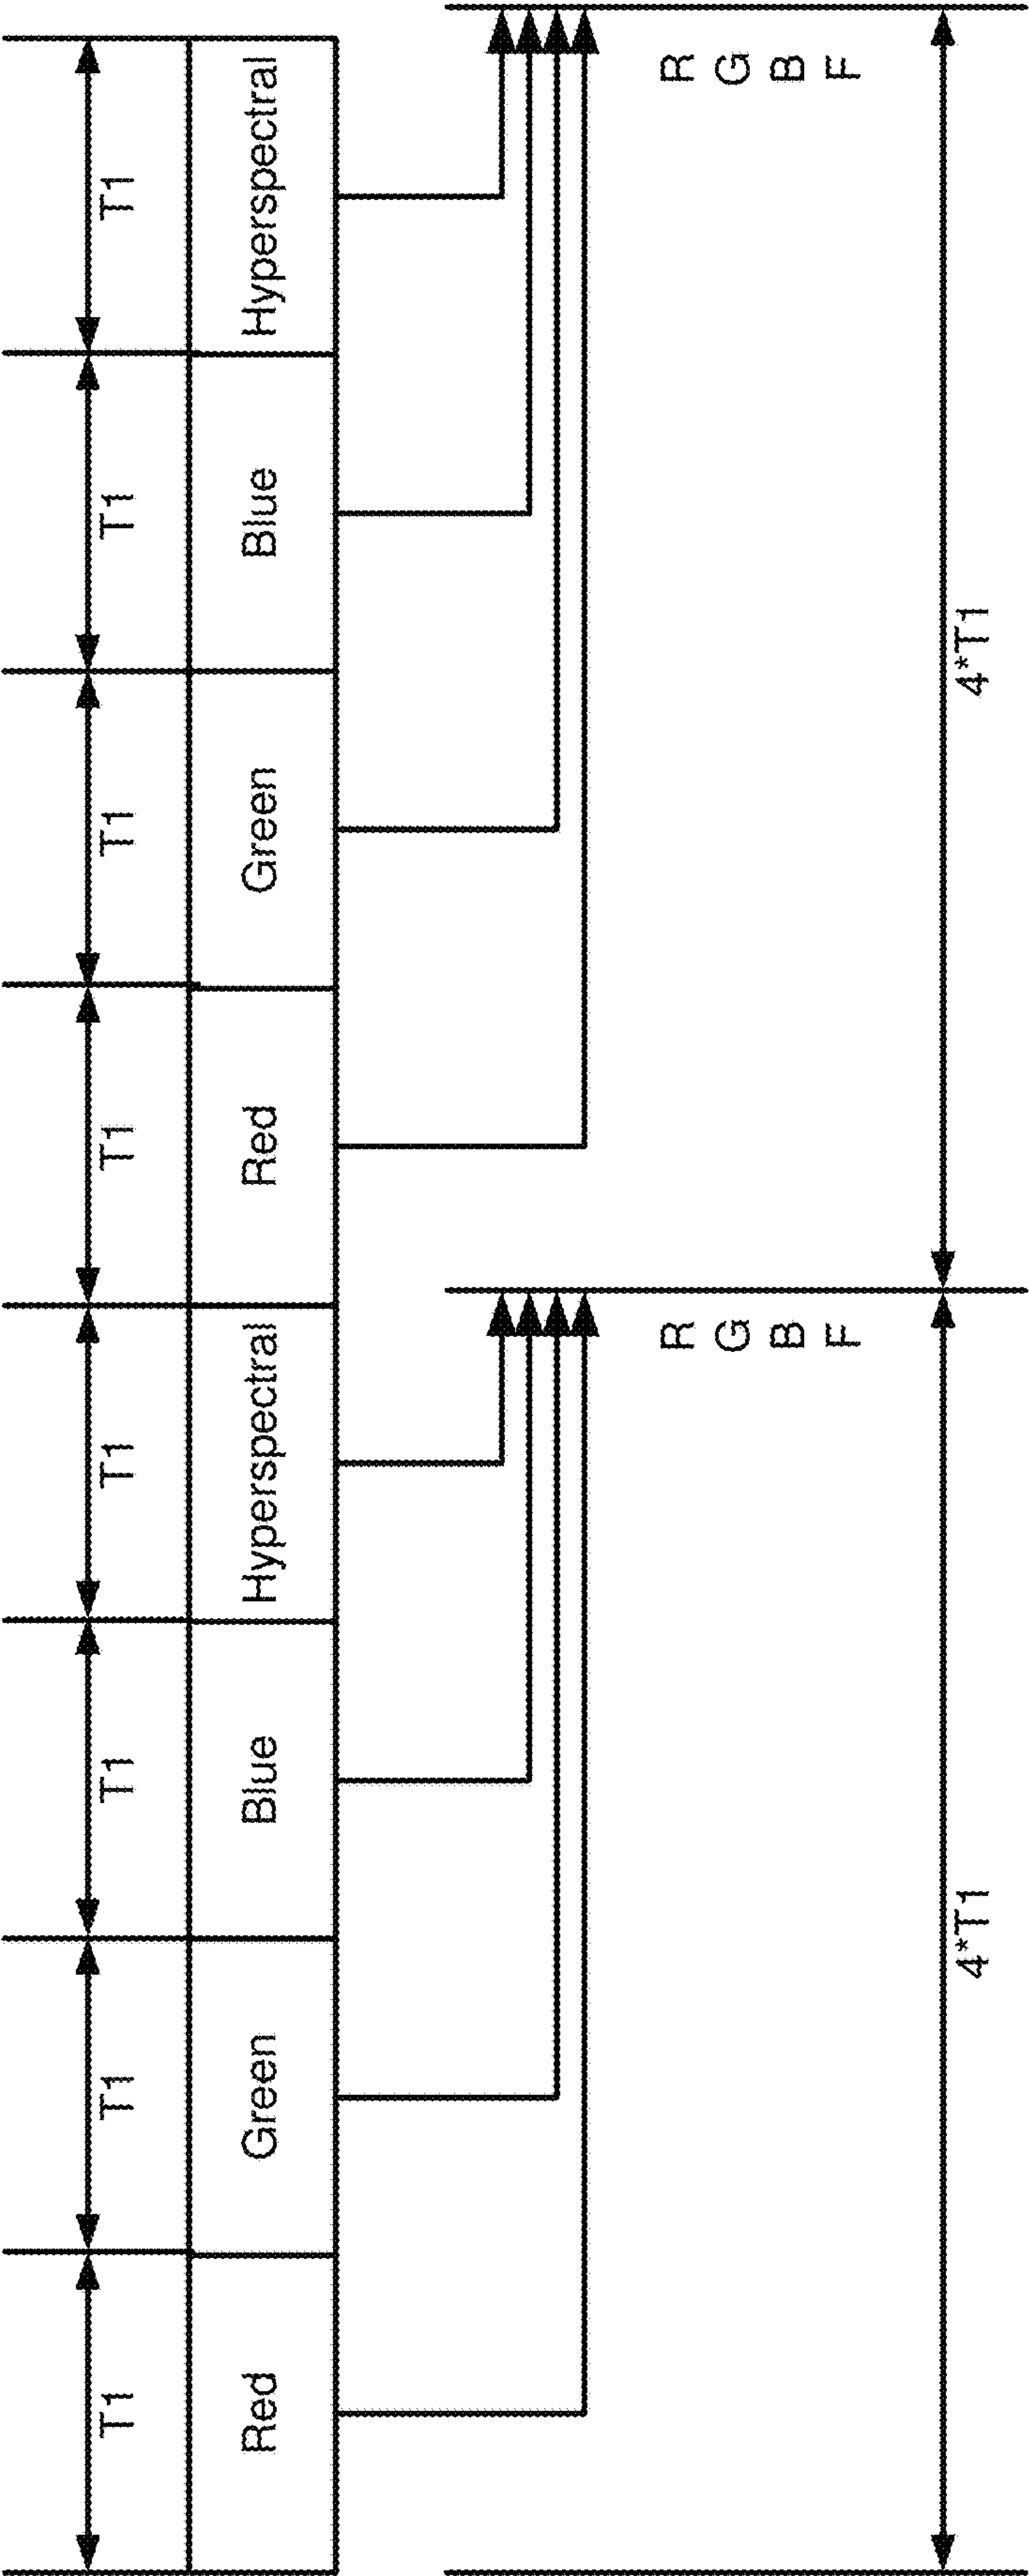 T1 T1 T1 T1 T1 T1 T1 T1
Red Green Blue Hyperspectral Red Green Blue Hyperspectral
R R
G G
B B
F F
4*T1 4*T1